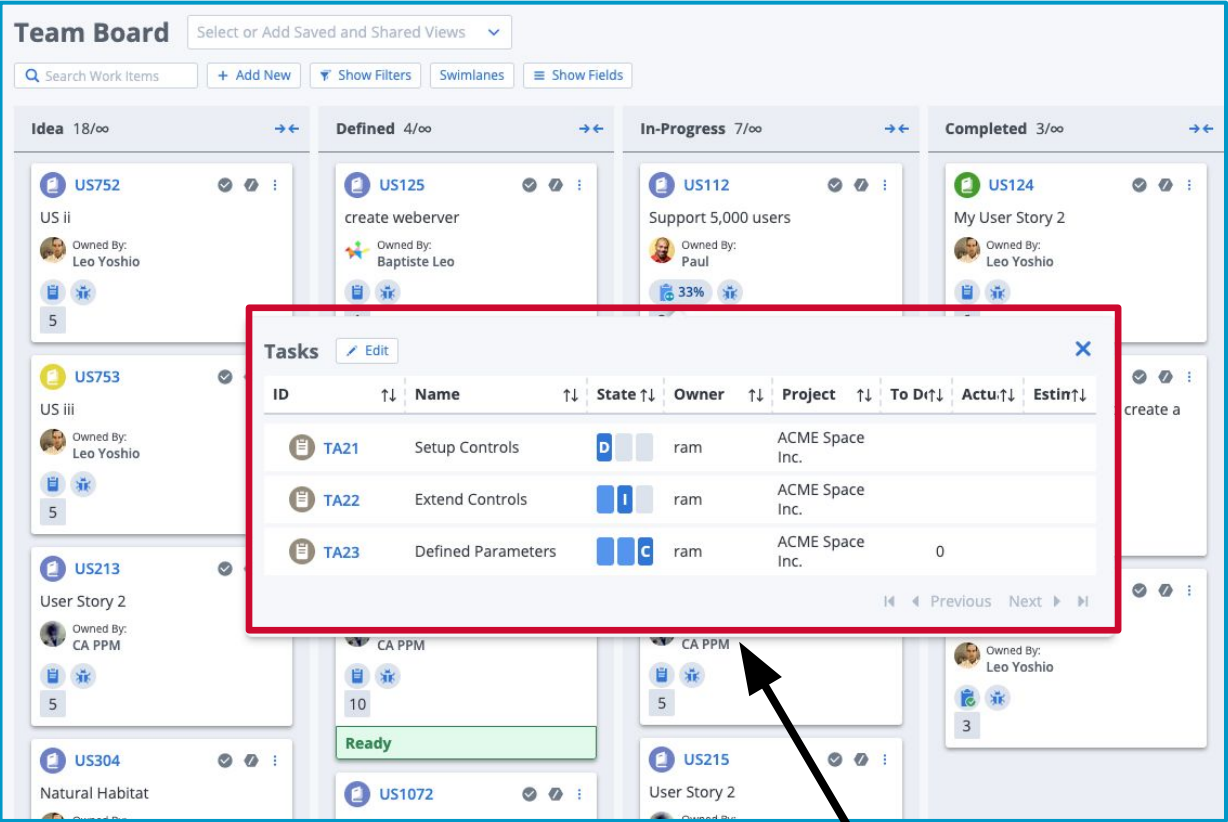 Team Board
Select or Add Saved and Shared Views
Search Work Items
+ Add New
Show Filters
Swimlanes
Show Fields
Idea 18/∞
US752
US ii
Owned By:
Leo Yoshio
5
US753
US iii
Owned By:
Leo Yoshio
5
US213
User Story 2
Owned By:
CA PPM
5
US304
Natural Habitat
Owned By:
Defined 4/∞
US125
create weberver
Owned By:
Baptiste Leo
CA PPM
10
Ready
US1072
In-Progress 7/∞
US112
Support 5,000 users
Owned By:
Paul
33%
CA PPM
5
US215
User Story 2
Owned By:
Completed 3/∞
US124
My User Story 2
Owned By:
Leo Yoshio
create a
Owned By:
Leo Yoshio
3
Tasks
Edit
ID Name State Owner Project To Do Actu Estim
TA21 Setup Controls D ram ACME Space
Inc.
TA22 Extend Controls I ram ACME Space
Inc.
TA23 Defined Parameters C ram ACME Space
Inc. 0
Previous Next